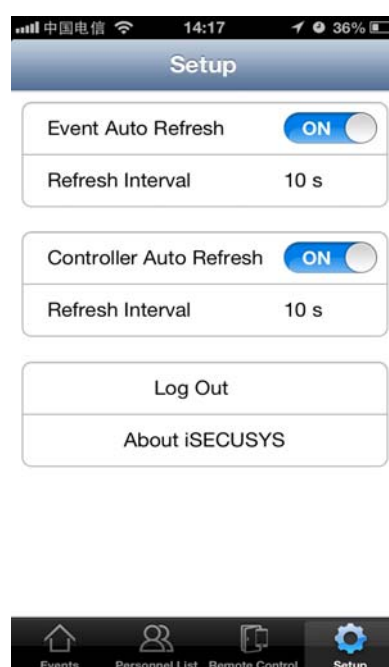 中国电信 14:17 36%
Setup
Event Auto Refresh ON
Refresh Interval 10 s
Controller Auto Refresh ON
Refresh Interval 10 s
Log Out
About iSECUSYS
Events Personnel List Remote Control Setup